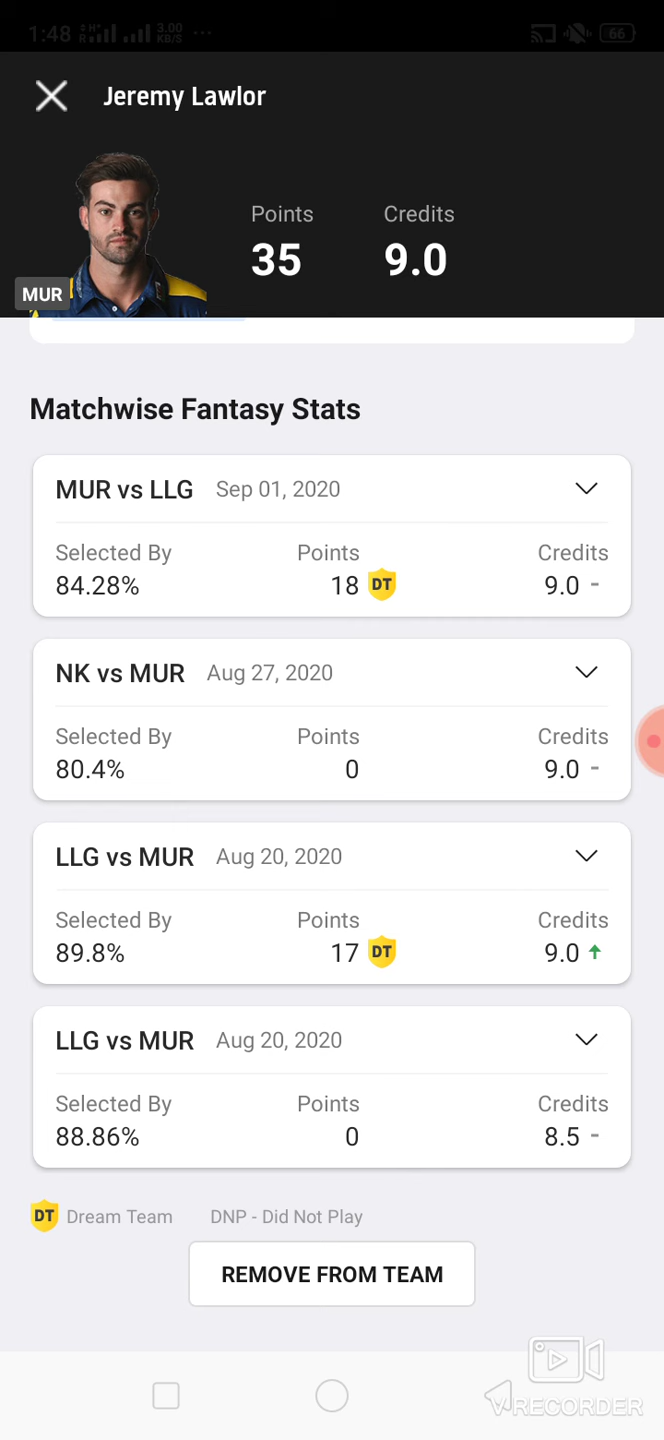 1:48 R H+ 3.00 KB/S ... 66
Jeremy Lawlor
Points Credits
35 9.0
MUR
Matchwise Fantasy Stats
MUR vs LLG Sep 01, 2020
Selected By Points Credits
84.28% 18 DT 9.0 -
NK vs MUR Aug 27, 2020
Selected By Points Credits
80.4% 0 9.0 -
LLG vs MUR Aug 20, 2020
Selected By Points Credits
89.8% 17 DT 9.0 ↑
LLG vs MUR Aug 20, 2020
Selected By Points Credits
88.86% 0 8.5 -
DT Dream Team DNP - Did Not Play
REMOVE FROM TEAM
VRECORDER